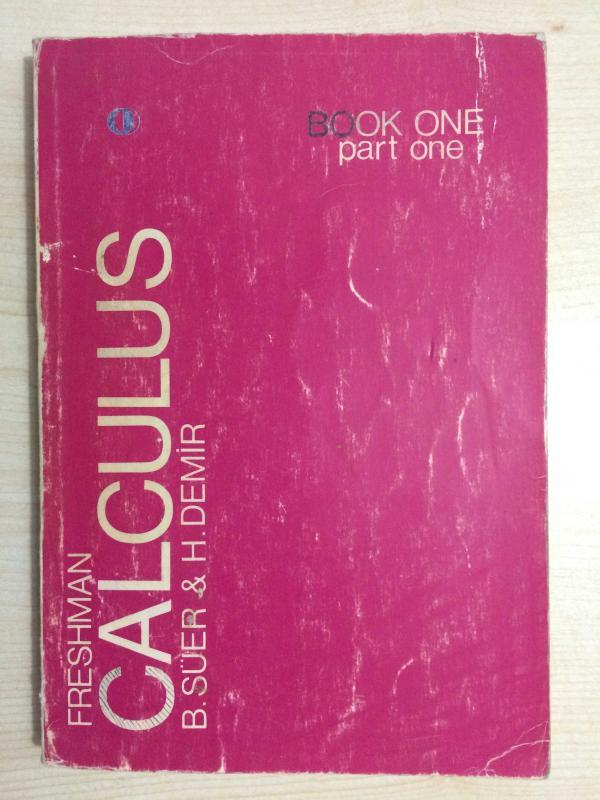 BOOK ONE
part one
FRESHMAN
CALCULUS
B. SÜER & H. DEMİR